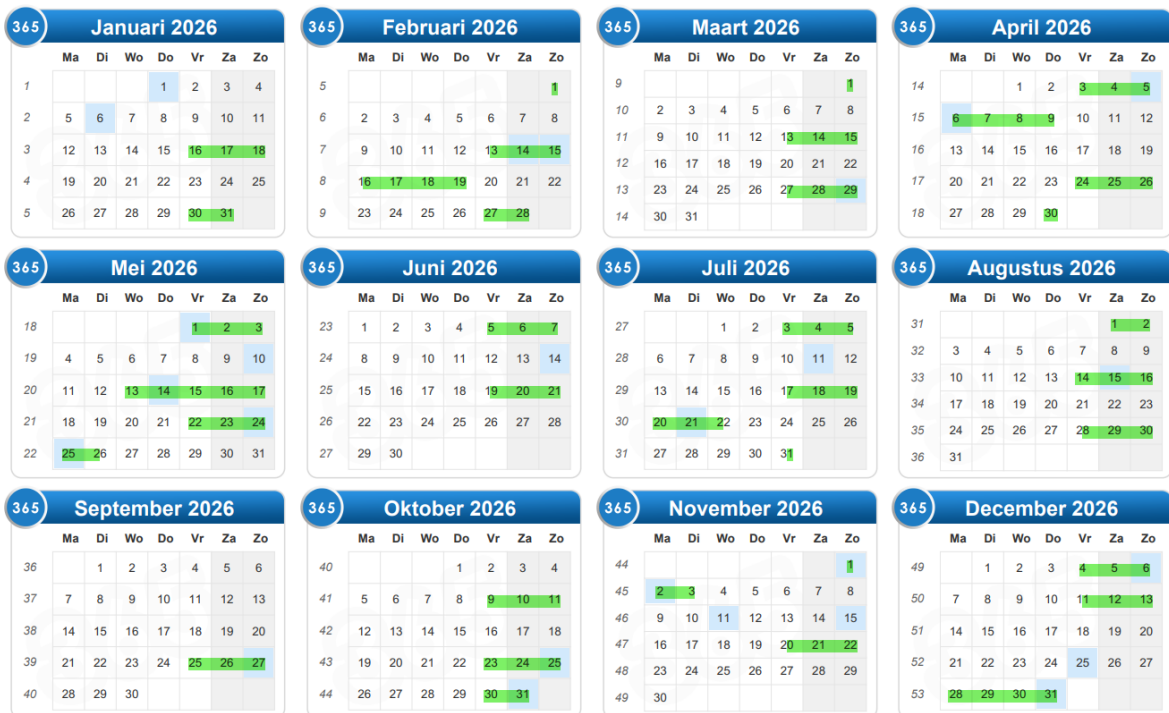 365 Januari 2026
Ma Di Wo Do Vr Za Zo
1 1 2 3 4
2 5 6 7 8 9 10 11
3 12 13 14 15 16 17 18
4 19 20 21 22 23 24 25
5 26 27 28 29 30 31
365 Februari 2026
Ma Di Wo Do Vr Za Zo
5 1
6 2 3 4 5 6 7 8
7 9 10 11 12 13 14 15
8 16 17 18 19 20 21 22
9 23 24 25 26 27 28
365 Maart 2026
Ma Di Wo Do Vr Za Zo
9 1
10 2 3 4 5 6 7 8
11 9 10 11 12 13 14 15
12 16 17 18 19 20 21 22
13 23 24 25 26 27 28 29
14 30 31
365 April 2026
Ma Di Wo Do Vr Za Zo
14 1 2 3 4 5
15 6 7 8 9 10 11 12
16 13 14 15 16 17 18 19
17 20 21 22 23 24 25 26
18 27 28 29 30
365 Mei 2026
Ma Di Wo Do Vr Za Zo
18 1 2 3
19 4 5 6 7 8 9 10
20 11 12 13 14 15 16 17
21 18 19 20 21 22 23 24
22 25 26 27 28 29 30 31
365 Juni 2026
Ma Di Wo Do Vr Za Zo
23 1 2 3 4 5 6 7
24 8 9 10 11 12 13 14
25 15 16 17 18 19 20 21
26 22 23 24 25 26 27 28
27 29 30
365 Juli 2026
Ma Di Wo Do Vr Za Zo
27 1 2 3 4 5
28 6 7 8 9 10 11 12
29 13 14 15 16 17 18 19
30 20 21 22 23 24 25 26
31 27 28 29 30 31
365 Augustus 2026
Ma Di Wo Do Vr Za Zo
31 1 2
32 3 4 5 6 7 8 9
33 10 11 12 13 14 15 16
34 17 18 19 20 21 22 23
35 24 25 26 27 28 29 30
36 31
365 September 2026
Ma Di Wo Do Vr Za Zo
36 1 2 3 4 5 6
37 7 8 9 10 11 12 13
38 14 15 16 17 18 19 20
39 21 22 23 24 25 26 27
40 28 29 30
365 Oktober 2026
Ma Di Wo Do Vr Za Zo
40 1 2 3 4
41 5 6 7 8 9 10 11
42 12 13 14 15 16 17 18
43 19 20 21 22 23 24 25
44 26 27 28 29 30 31
365 November 2026
Ma Di Wo Do Vr Za Zo
44 1
45 2 3 4 5 6 7 8
46 9 10 11 12 13 14 15
47 16 17 18 19 20 21 22
48 23 24 25 26 27 28 29
49 30
365 December 2026
Ma Di Wo Do Vr Za Zo
49 1 2 3 4 5 6
50 7 8 9 10 11 12 13
51 14 15 16 17 18 19 20
52 21 22 23 24 25 26 27
53 28 29 30 31